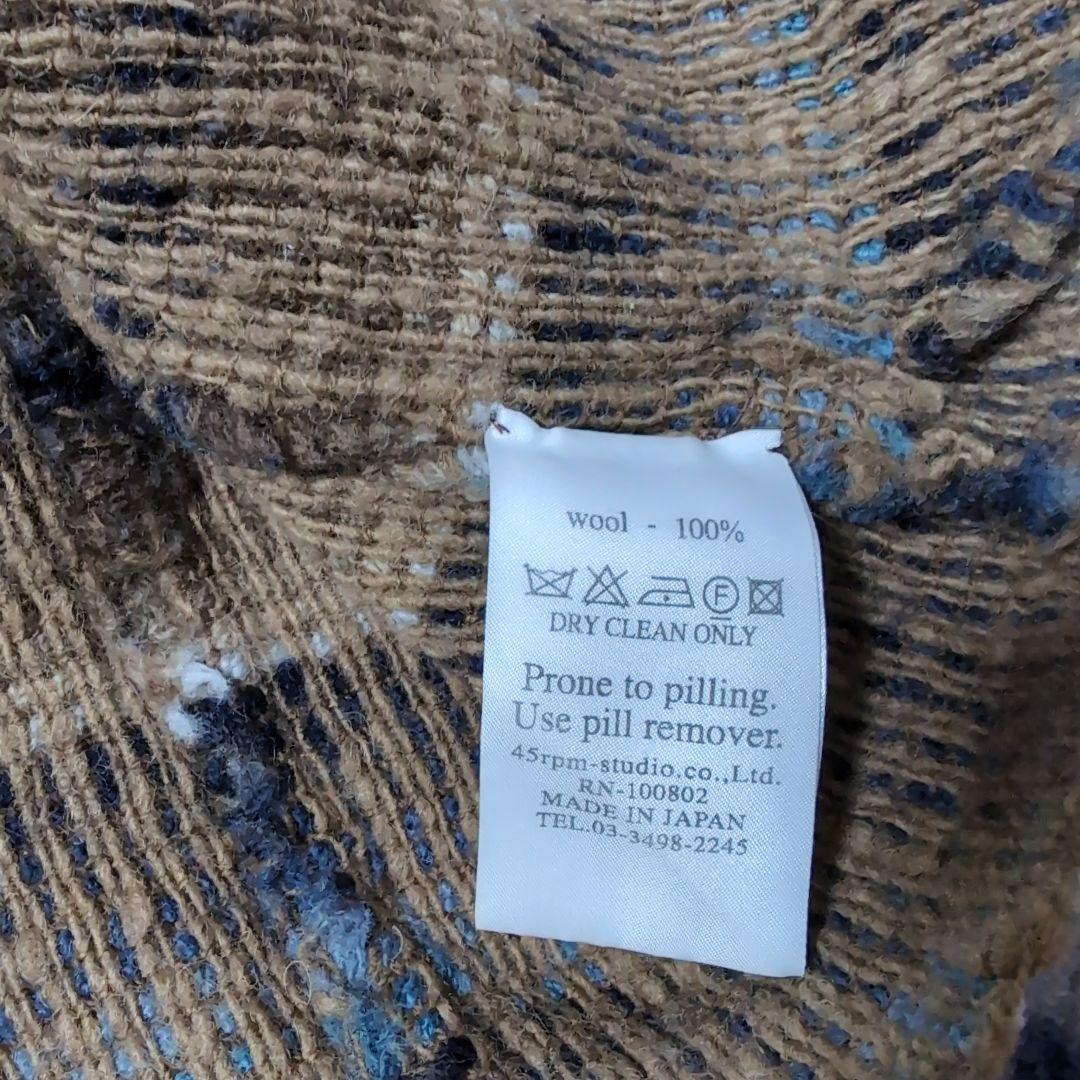 wool - 100%
F
DRY CLEAN ONLY
Prone to pilling.
Use pill remover.
45rpm-studio.co.,Ltd.
RN-100802
MADE IN JAPAN
TEL.03-3498-2245